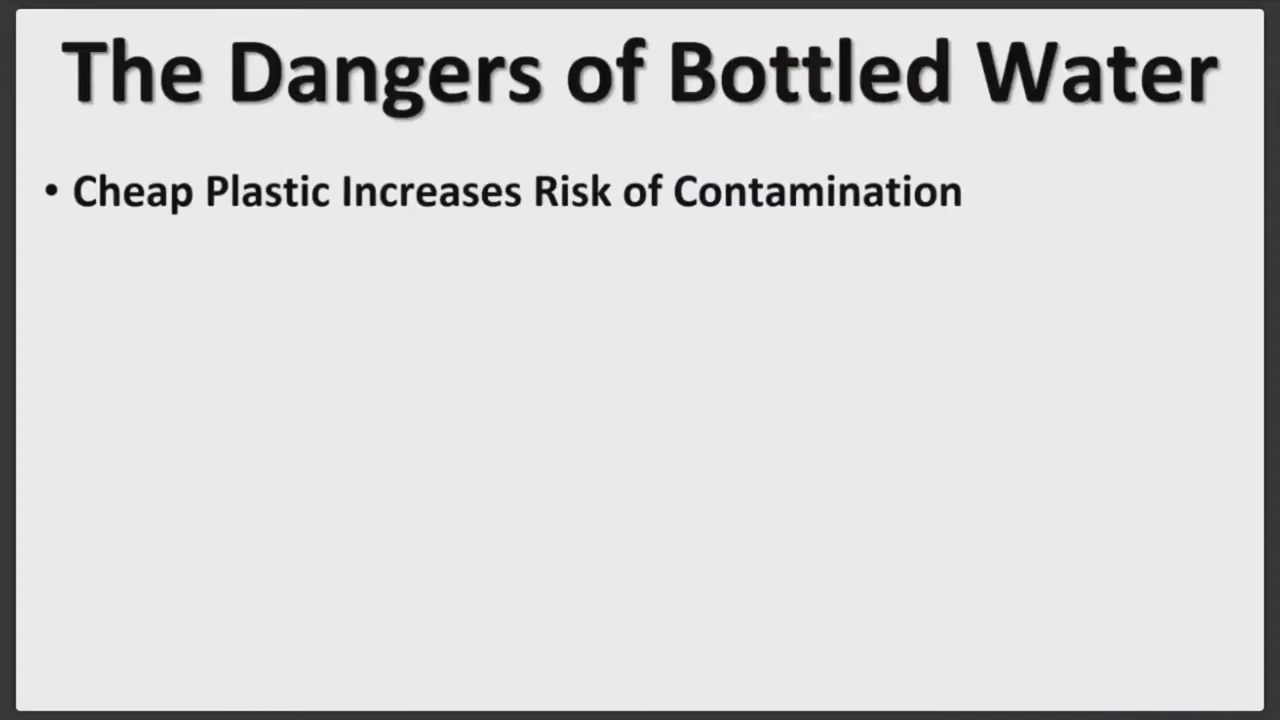 The Dangers of Bottled Water
• Cheap Plastic Increases Risk of Contamination